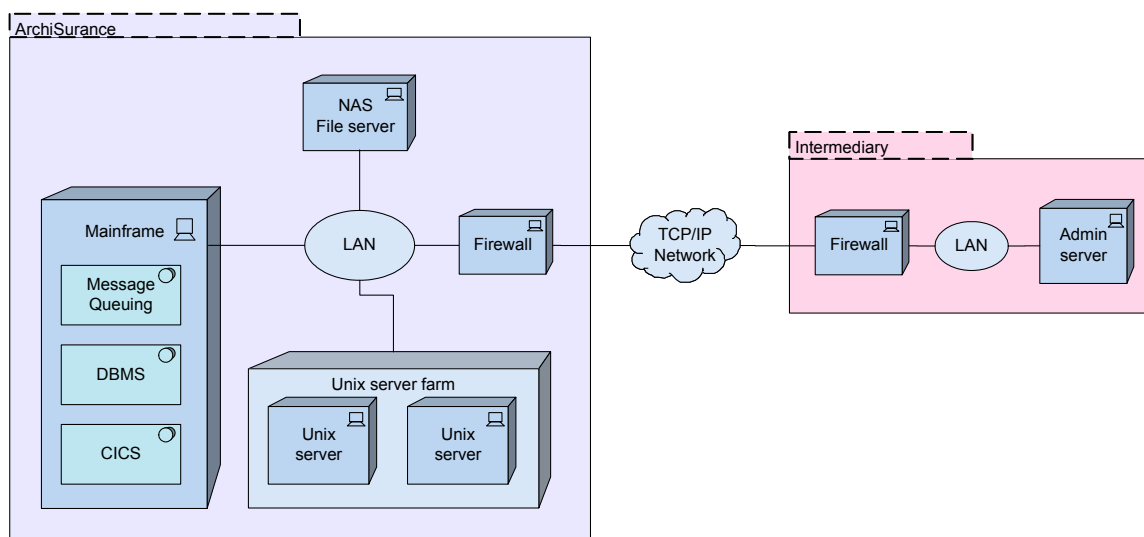 ArchiSurance
NAS
File server
Intermediary
Mainframe
LAN
Firewall
TCP/IP
Network
Firewall
LAN
Admin
server
Message
Queuing
DBMS
CICS
Unix server farm
Unix
server
Unix
server